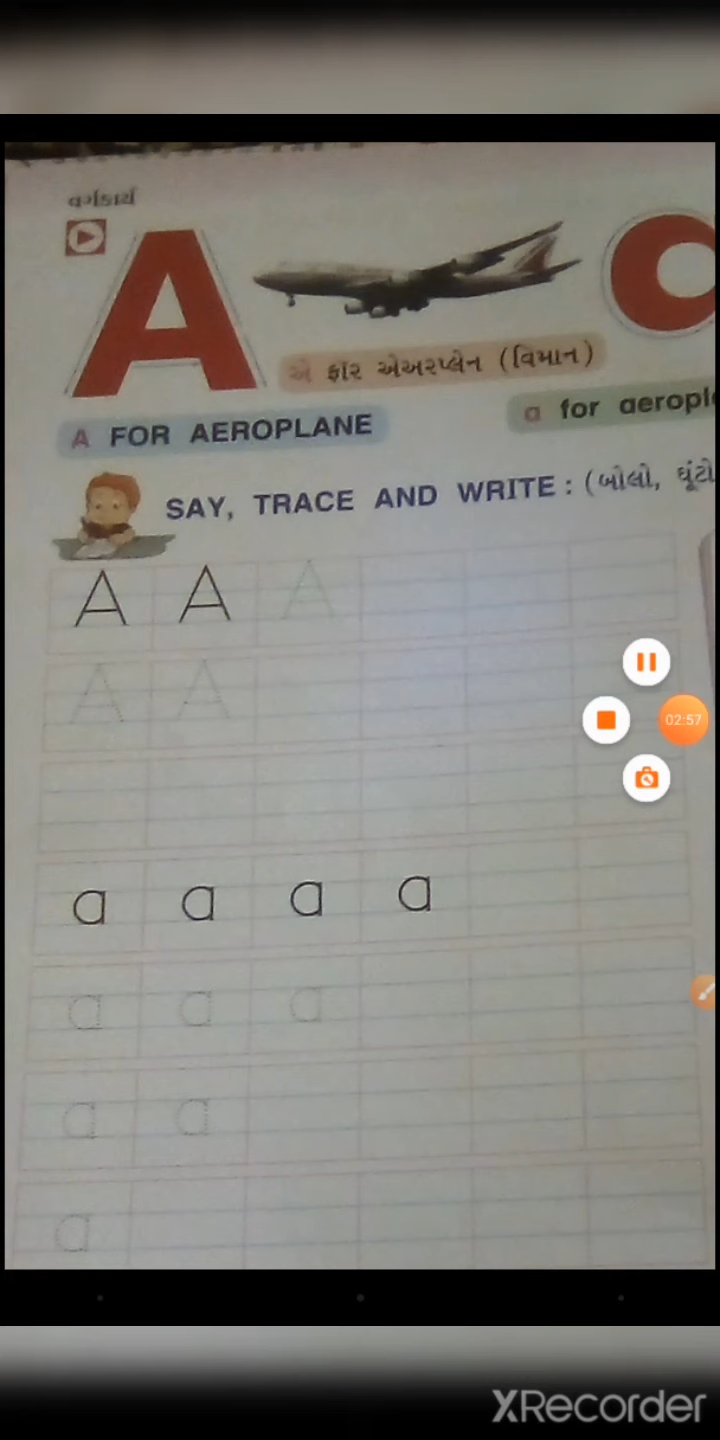 વર્ગકાર્ય
A
a
એ ફૉર એઅરપ્લેન (વિમાન)
A FOR AEROPLANE
a for aeropl
SAY, TRACE AND WRITE : (બોલો, ઘૂંટો
A A A
A A
a a a a
a a a
a a
a
02:57
XRecorder